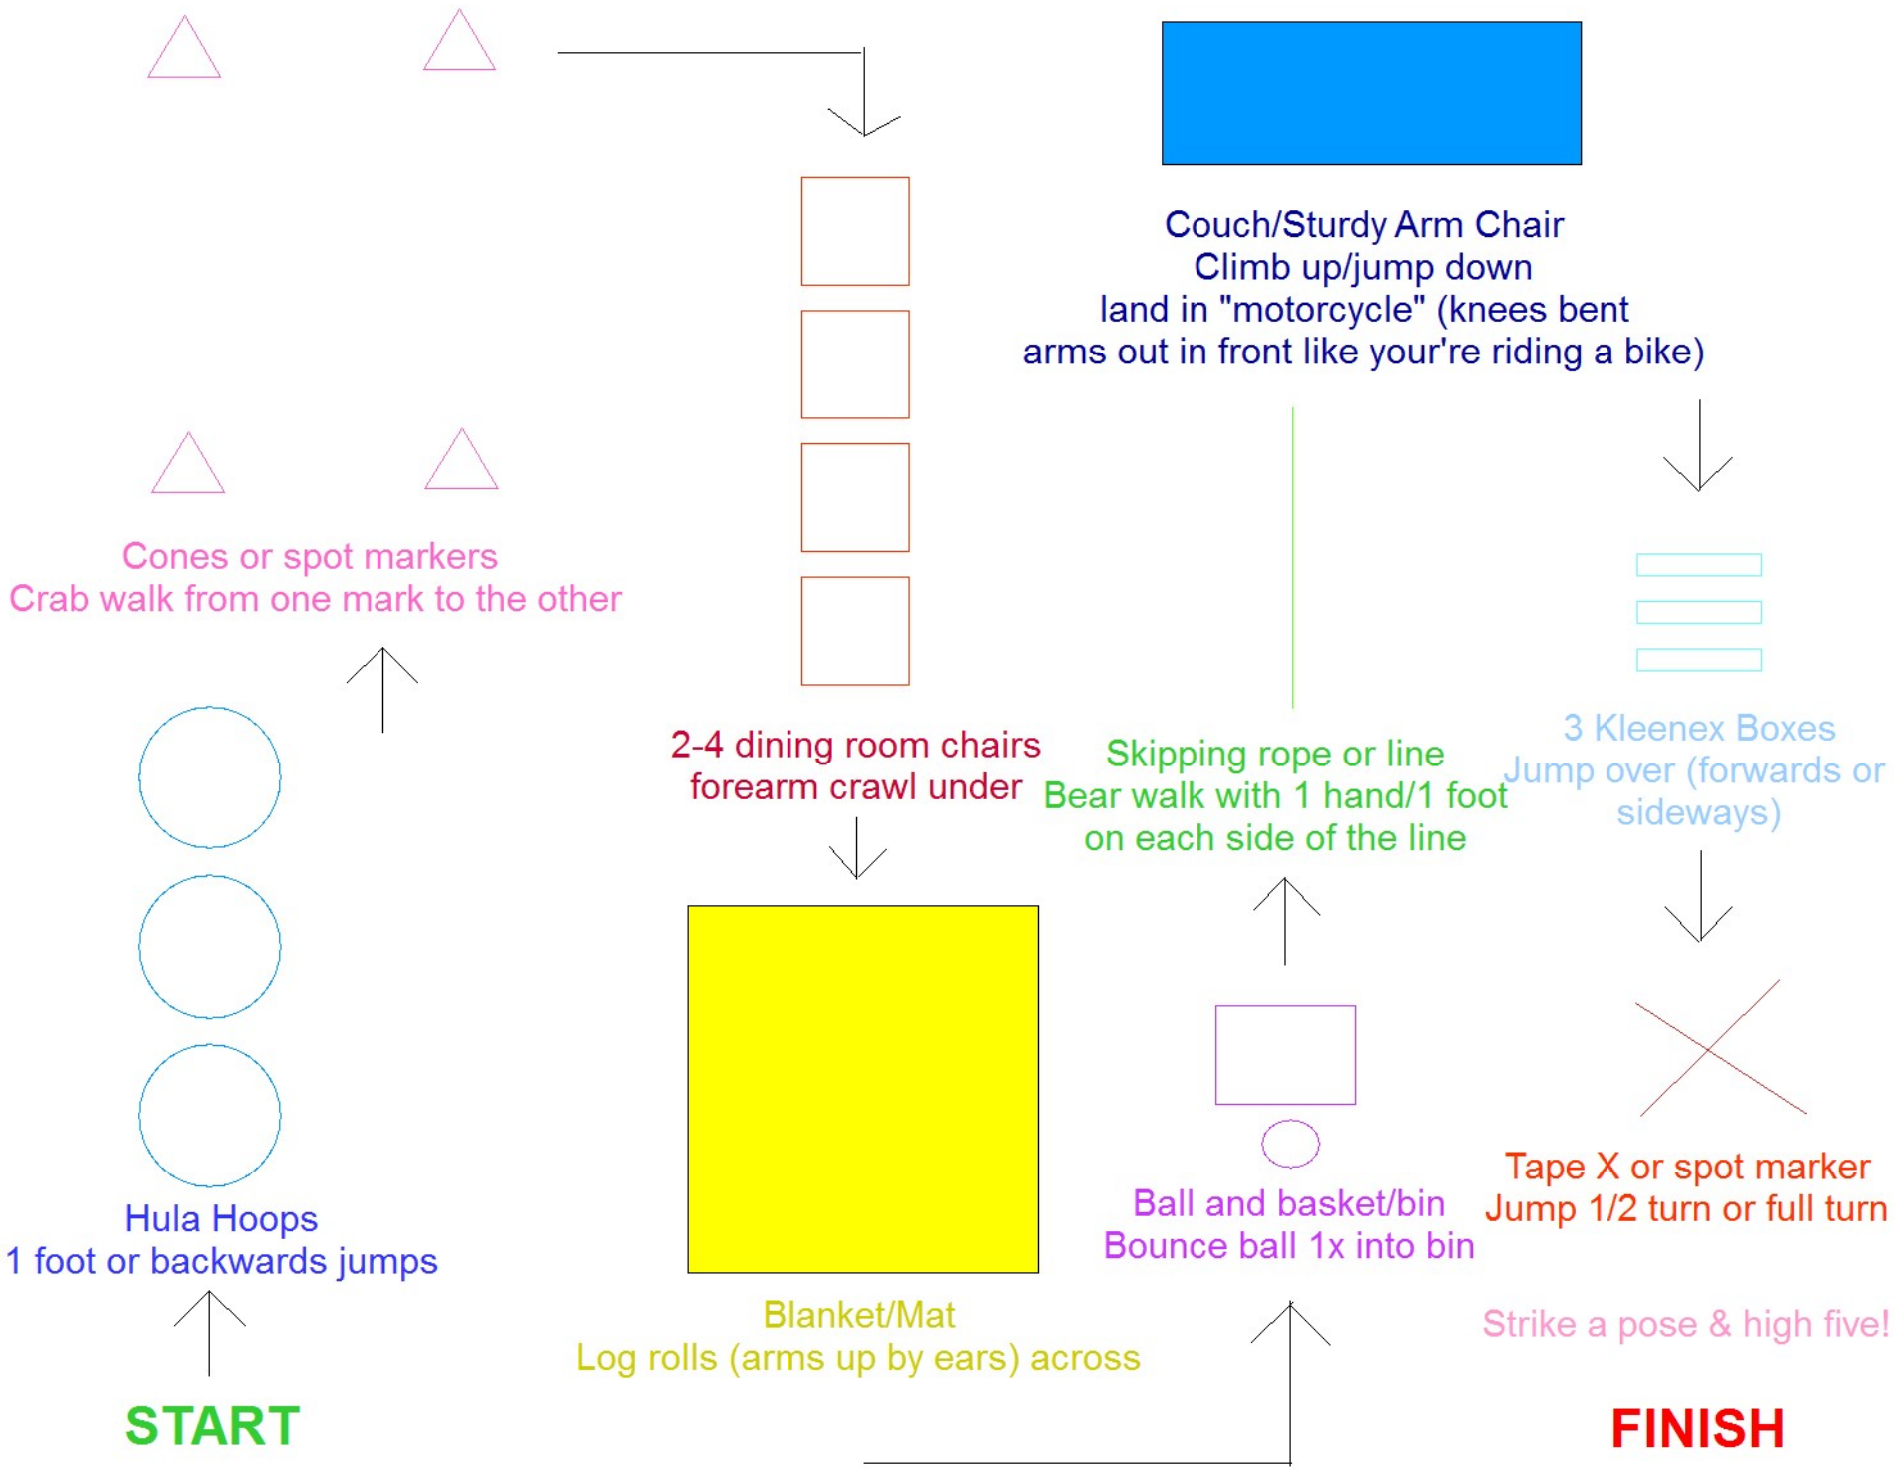 Couch/Sturdy Arm Chair
Climb up/jump down
land in "motorcycle" (knees bent
arms out in front like your're riding a bike)
Cones or spot markers
Crab walk from one mark to the other
2-4 dining room chairs
forearm crawl under
Skipping rope or line
Bear walk with 1 hand/1 foot
on each side of the line
3 Kleenex Boxes
Jump over (forwards or
sideways)
Hula Hoops
1 foot or backwards jumps
Blanket/Mat
Log rolls (arms up by ears) across
Ball and basket/bin
Bounce ball 1x into bin
Tape X or spot marker
Jump 1/2 turn or full turn
Strike a pose & high five!
START
FINISH